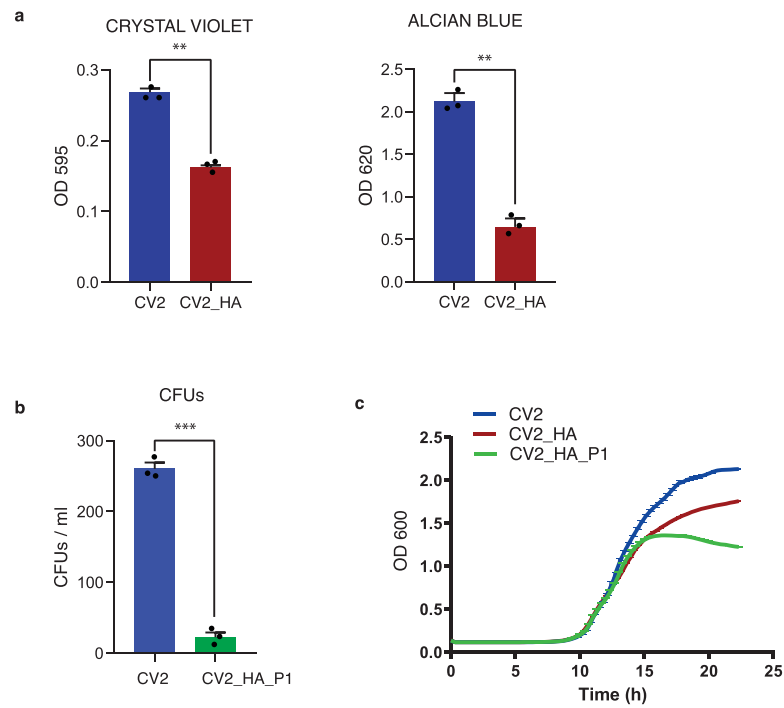 a
CRYSTAL VIOLET
**
OD 595
0.3
0.2
0.1
0.0
CV2
CV2_HA
ALCIAN BLUE
**
OD 620
2.5
2.0
1.5
1.0
0.5
0.0
CV2
CV2_HA
b
CFUs
***
CFUs / ml
300
200
100
0
CV2
CV2_HA_P1
c
CV2
CV2_HA
CV2_HA_P1
OD 600
2.5
2.0
1.5
1.0
0.5
0.0
0
5
10
15
20
25
Time (h)